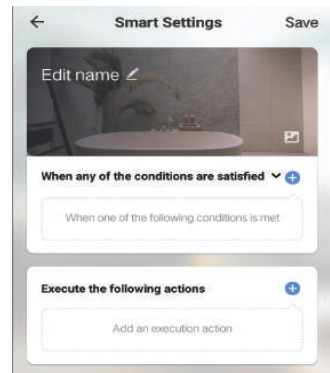 Smart Settings
Save
Edit name
When any of the conditions are satisfied
When one of the following conditions is met
Execute the following actions
Add an execution action